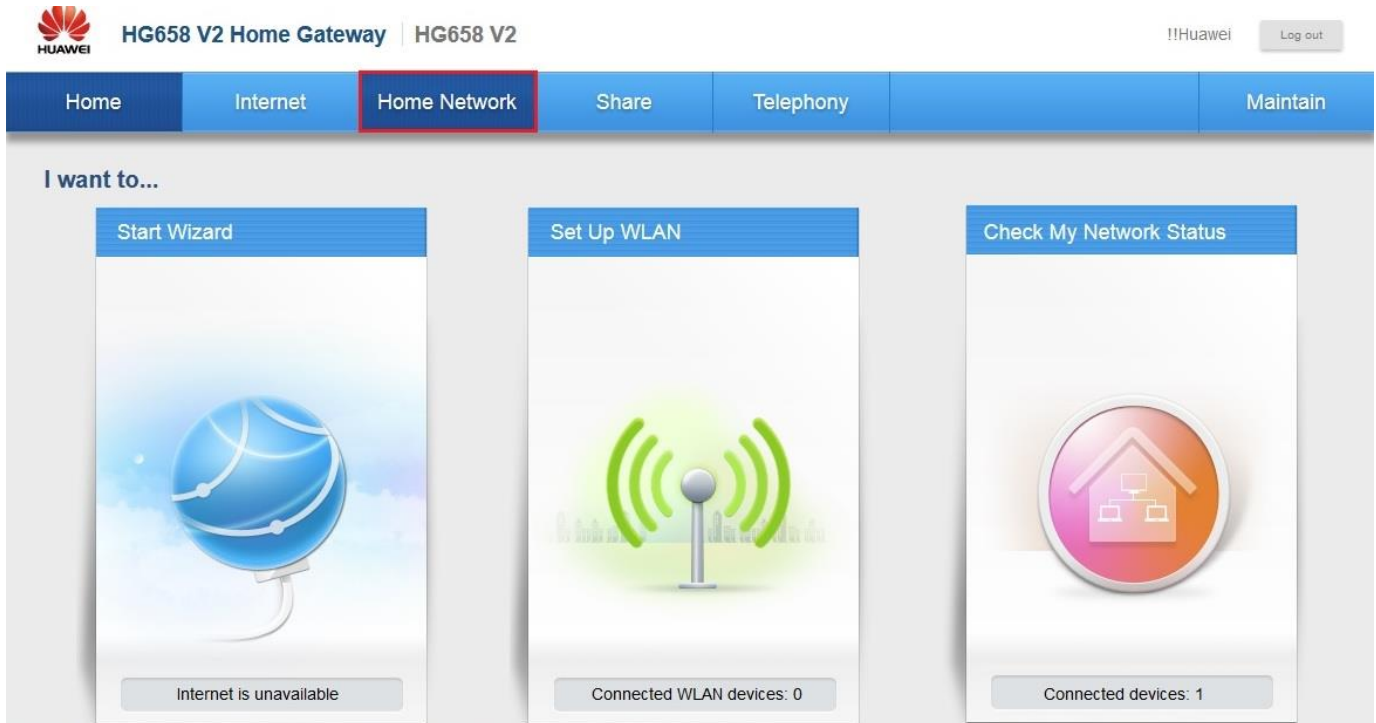 HUAWEI
HG658 V2 Home Gateway HG658 V2
!!Huawei
Log out
Home Internet Home Network Share Telephony Maintain
I want to...
Start Wizard
Set Up WLAN
Check My Network Status
Internet is unavailable
Connected WLAN devices: 0
Connected devices: 1